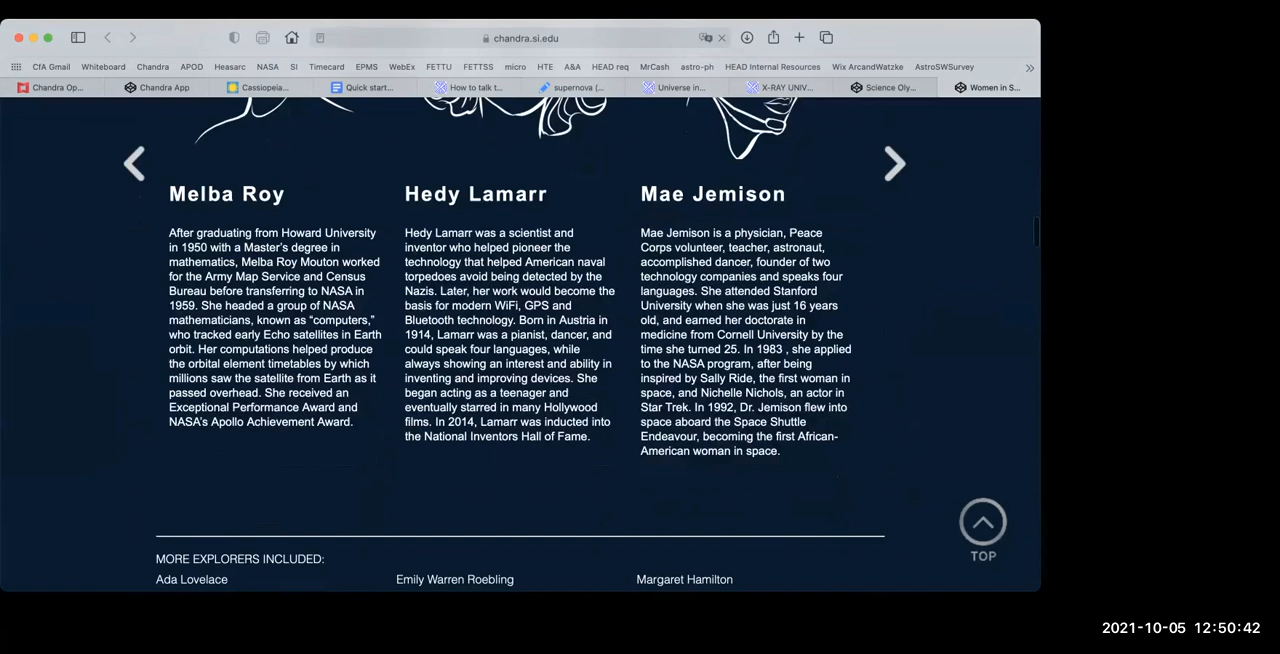 chandra.si.edu
CfA Gmail Whiteboard Chandra APOD Heasarc NASA SI Timecard EPMS WebEx FETTU FETTSS micro HTE A&A HEAD req MrCash astro-ph HEAD Internal Resources Wix ArcandWatzke AstroSWSurvey
Chandra Op... Chandra App Cassiopeia... Quick start... How to talk t... supernova (... Universe in... X-RAY UNIV... Science Oly... Women in S...
Melba Roy
After graduating from Howard University
in 1950 with a Master's degree in
mathematics, Melba Roy Mouton worked
for the Army Map Service and Census
Bureau before transferring to NASA in
1959. She headed a group of NASA
mathematicians, known as “computers,”
who tracked early Echo satellites in Earth
orbit. Her computations helped produce
the orbital element timetables by which
millions saw the satellite from Earth as it
passed overhead. She received an
Exceptional Performance Award and
NASA's Apollo Achievement Award.
Hedy Lamarr
Hedy Lamarr was a scientist and
inventor who helped pioneer the
technology that helped American naval
torpedoes avoid being detected by the
Nazis. Later, her work would become the
basis for modern WiFi, GPS and
Bluetooth technology. Born in Austria in
1914, Lamarr was a pianist, dancer, and
could speak four languages, while
always showing an interest and ability in
inventing and improving devices. She
began acting as a teenager and
eventually starred in many Hollywood
films. In 2014, Lamarr was inducted into
the National Inventors Hall of Fame.
Mae Jemison
Mae Jemison is a physician, Peace
Corps volunteer, teacher, astronaut,
accomplished dancer, founder of two
technology companies and speaks four
languages. She attended Stanford
University when she was just 16 years
old, and earned her doctorate in
medicine from Cornell University by the
time she turned 25. In 1983 , she applied
to the NASA program, after being
inspired by Sally Ride, the first woman in
space, and Nichelle Nichols, an actor in
Star Trek. In 1992, Dr. Jemison flew into
space aboard the Space Shuttle
Endeavour, becoming the first African-
American woman in space.
TOP
MORE EXPLORERS INCLUDED:
Ada Lovelace Emily Warren Roebling Margaret Hamilton
2021-10-05 12:50:42